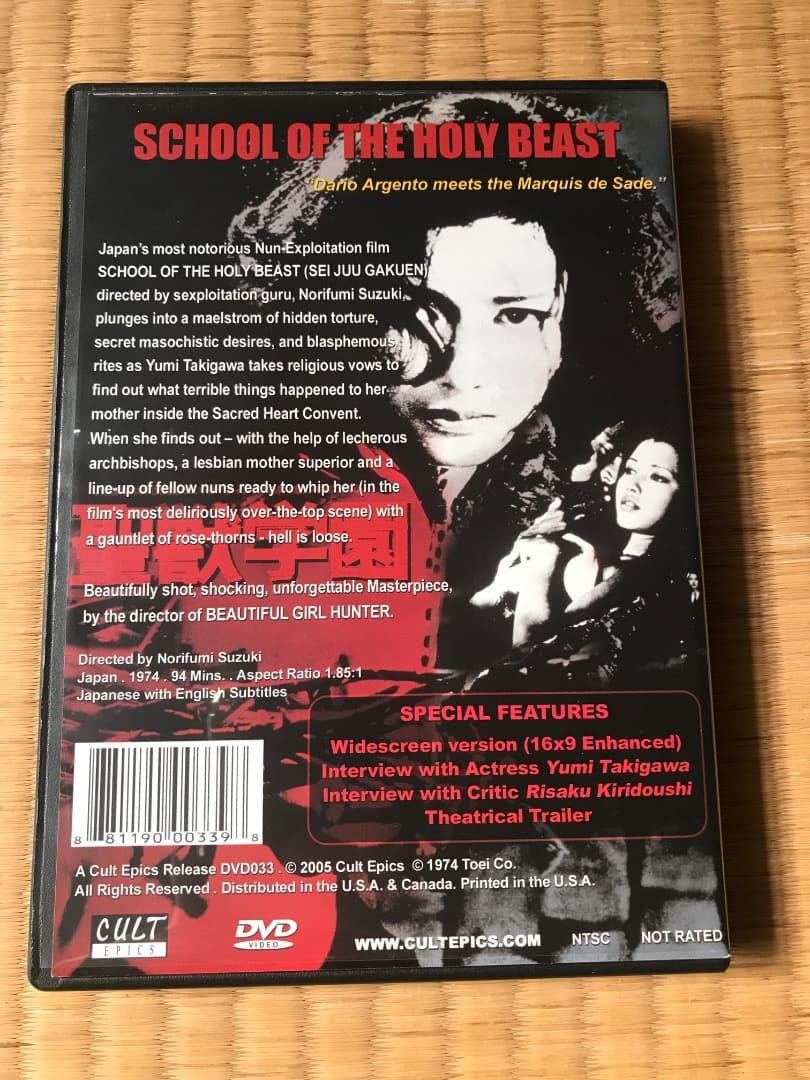 SCHOOL OF THE HOLY BEAST
"Dario Argento meets the Marquis de Sade."
Japan's most notorious Nun-Exploitation film
SCHOOL OF THE HOLY BEAST (SEI JUU GAKUEN)
directed by sexploitation guru, Norifumi Suzuki,
plunges into a maelstrom of hidden torture,
secret masochistic desires, and blasphemous
rites as Yumi Takigawa takes religious vows to
find out what terrible things happened to her
mother inside the Sacred Heart Convent.
When she finds out – with the help of lecherous
archbishops, a lesbian mother superior and a
line-up of fellow nuns ready to whip her (in the
film's most deliriously over-the-top scene) with
a gauntlet of rose-thorns - hell is loose.
聖獣学園
Beautifully shot, shocking, unforgettable Masterpiece,
by the director of BEAUTIFUL GIRL HUNTER.
Directed by Norifumi Suzuki
Japan . 1974 . 94 Mins. . Aspect Ratio 1.85:1
Japanese with English Subtitles
SPECIAL FEATURES
Widescreen version (16x9 Enhanced)
Interview with Actress Yumi Takigawa
Interview with Critic Risaku Kiridoushi
Theatrical Trailer
8 81190 00339 8
A Cult Epics Release DVD033 . © 2005 Cult Epics © 1974 Toei Co.
All Rights Reserved . Distributed in the U.S.A. & Canada. Printed in the U.S.A.
CULT
EPICS
DVD
VIDEO
WWW.CULTEPICS.COM
NTSC
NOT RATED